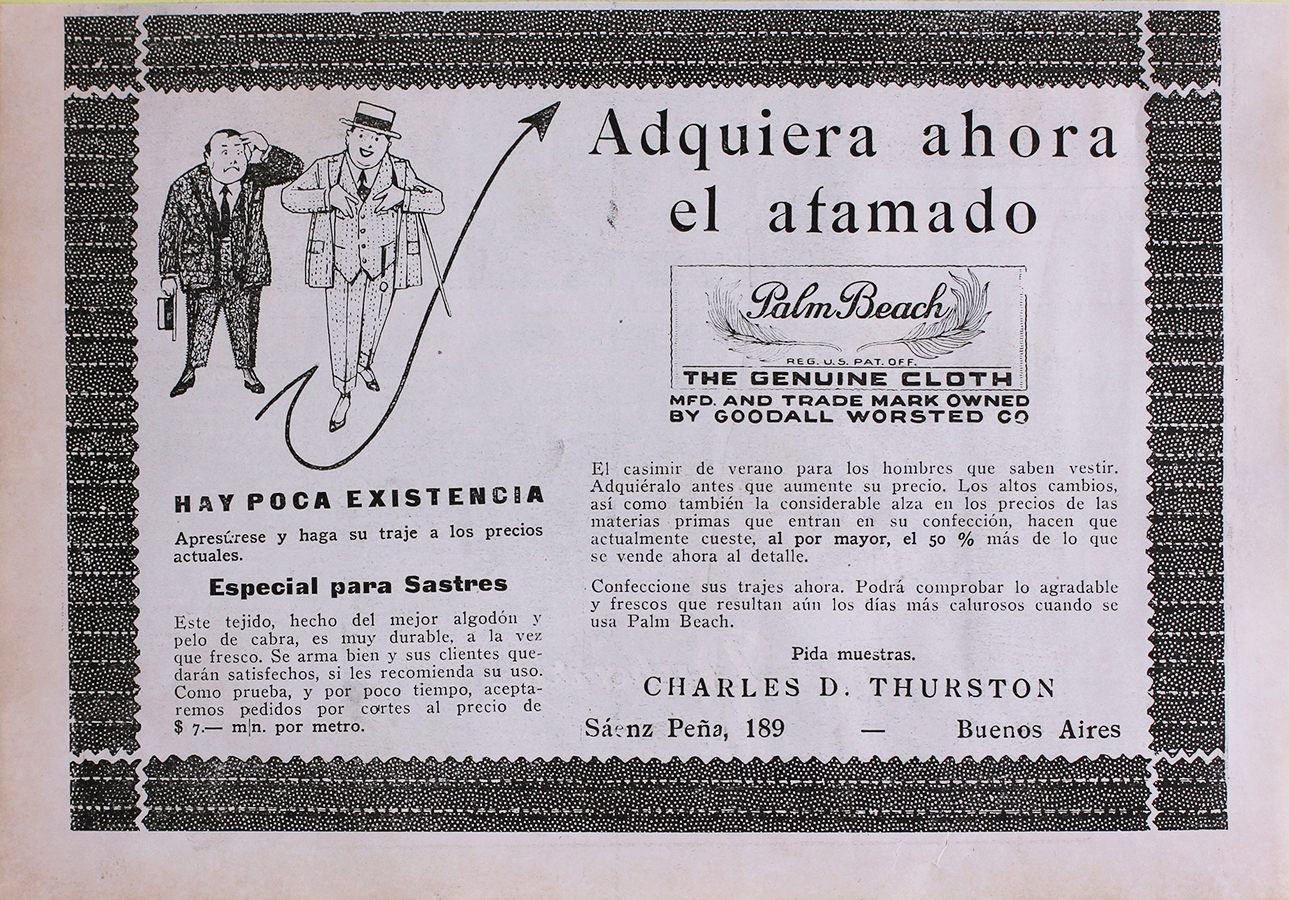 Adquiera ahora
el afamado
Palm Beach
REG. U.S. PAT. OFF.
THE GENUINE CLOTH
MFD. AND TRADE MARK OWNED
BY GOODALL WORSTED CO
HAY POCA EXISTENCIA
Apresúrese y haga su traje a los precios
actuales.
Especial para Sastres
Este tejido, hecho del mejor algodón y
pelo de cabra, es muy durable, a la vez
que fresco. Se arma bien y sus clientes que-
darán satisfechos, si les recomienda su uso.
Como prueba, y por poco tiempo, acepta-
remos pedidos por cortes al precio de
$ 7.— m|n. por metro.
El casimir de verano para los hombres que saben vestir.
Adquiéralo antes que aumente su precio. Los altos cambios,
así como también la considerable alza en los precios de las
materias primas que entran en su confección, hacen que
actualmente cueste, al por mayor, el 50 % más de lo que
se vende ahora al detalle.
Confeccione sus trajes ahora. Podrá comprobar lo agradable
y frescos que resultan aún los días más calurosos cuando se
usa Palm Beach.
Pida muestras.
CHARLES D. THURSTON
Sáenz Peña, 189 — Buenos Aires